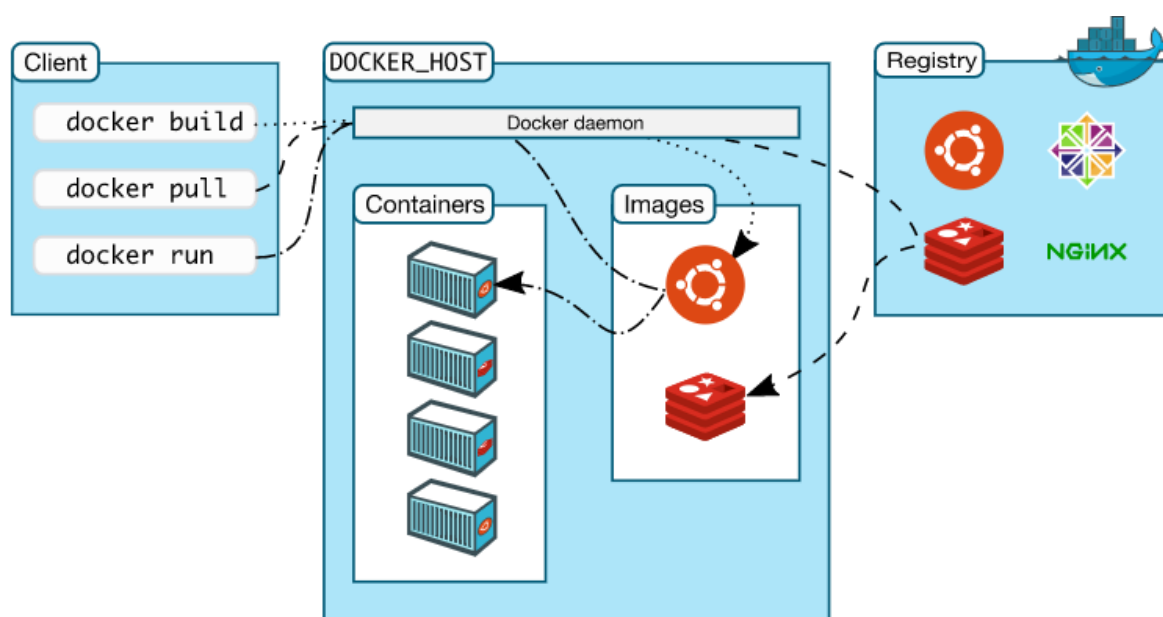 Client
docker build
docker pull
docker run
DOCKER_HOST
Docker daemon
Containers
Images
Registry
NGINX